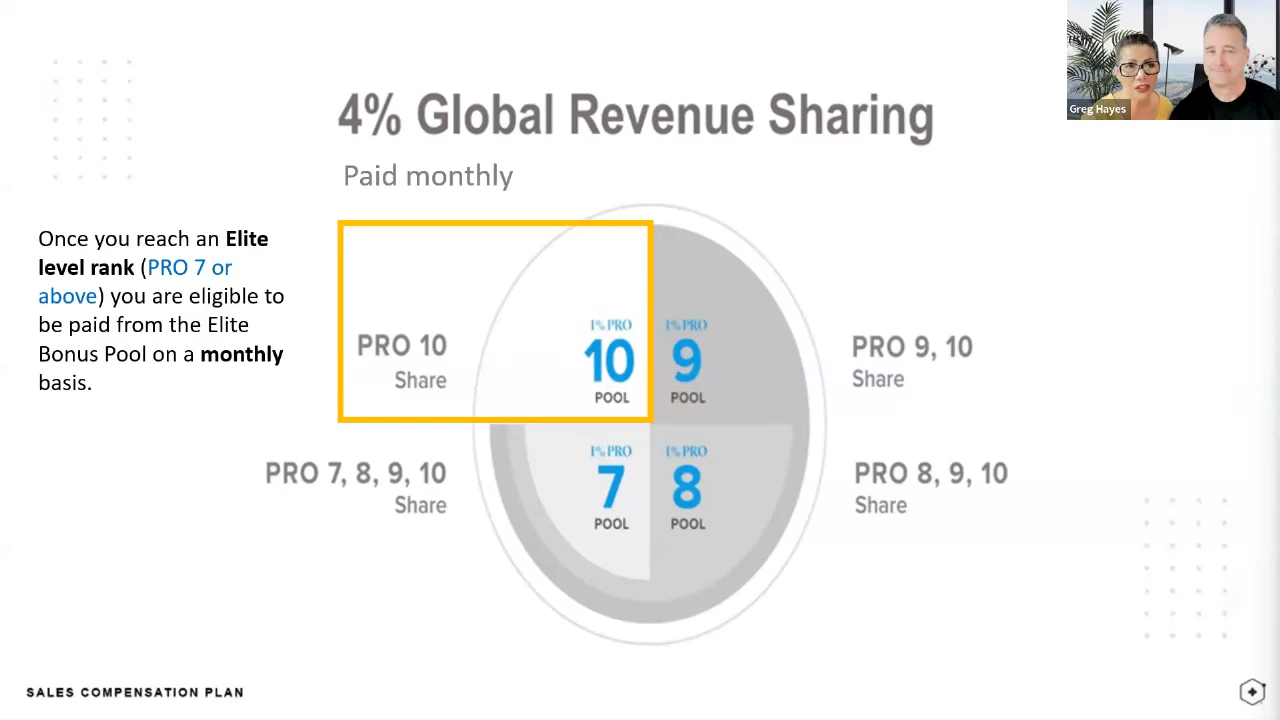 Greg Hayes
4% Global Revenue Sharing
Paid monthly
Once you reach an Elite
level rank (PRO 7 or
above) you are eligible to
be paid from the Elite
Bonus Pool on a monthly
basis.
PRO 10
Share
1% PRO
10
POOL
1% PRO
9
POOL
PRO 9, 10
Share
PRO 7, 8, 9, 10
Share
1% PRO
7
POOL
1% PRO
8
POOL
PRO 8, 9, 10
Share
SALES COMPENSATION PLAN